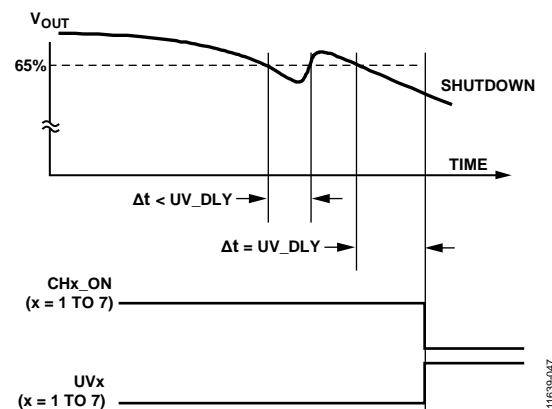 VOUT
65%
SHUTDOWN
TIME
Δt < UV_DLY
Δt = UV_DLY
CHx_ON
(x = 1 TO 7)
UVx
(x = 1 TO 7)
11639-047